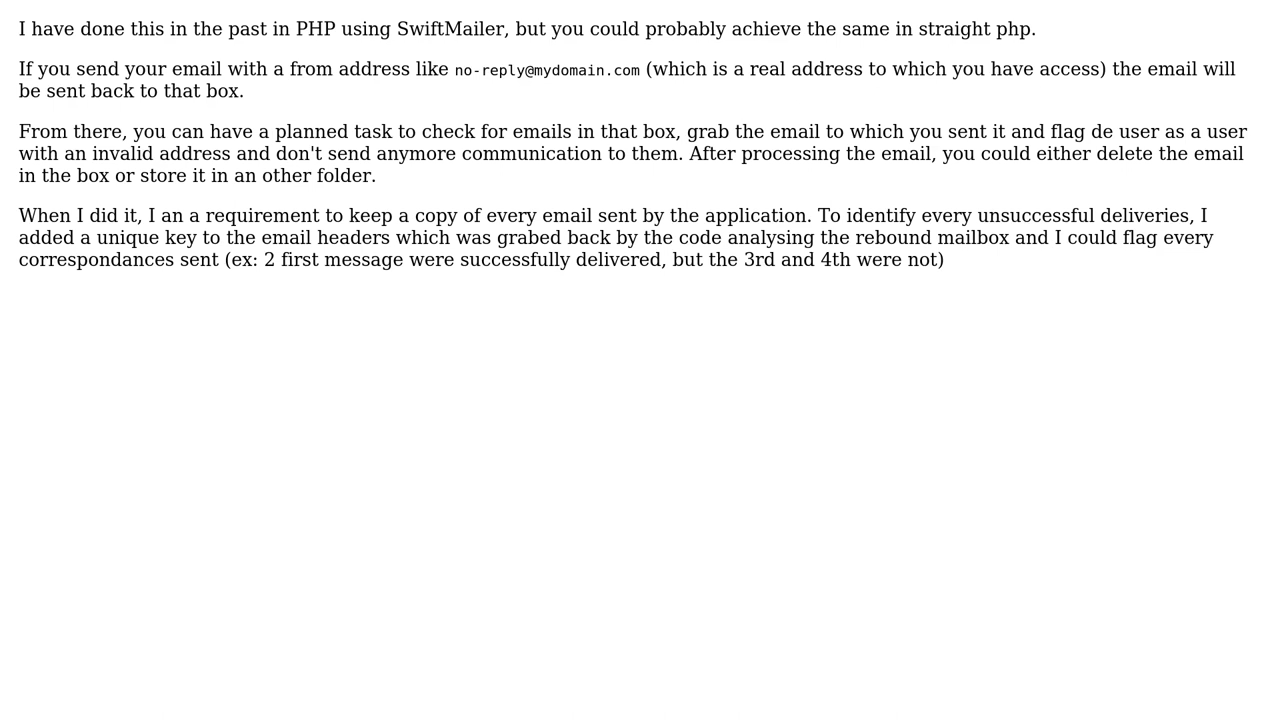 I have done this in the past in PHP using SwiftMailer, but you could probably achieve the same in straight php.
If you send your email with a from address like no-reply@mydomain.com (which is a real address to which you have access) the email will
be sent back to that box.
From there, you can have a planned task to check for emails in that box, grab the email to which you sent it and flag de user as a user
with an invalid address and don't send anymore communication to them. After processing the email, you could either delete the email
in the box or store it in an other folder.
When I did it, I an a requirement to keep a copy of every email sent by the application. To identify every unsuccessful deliveries, I
added a unique key to the email headers which was grabed back by the code analysing the rebound mailbox and I could flag every
correspondances sent (ex: 2 first message were successfully delivered, but the 3rd and 4th were not)